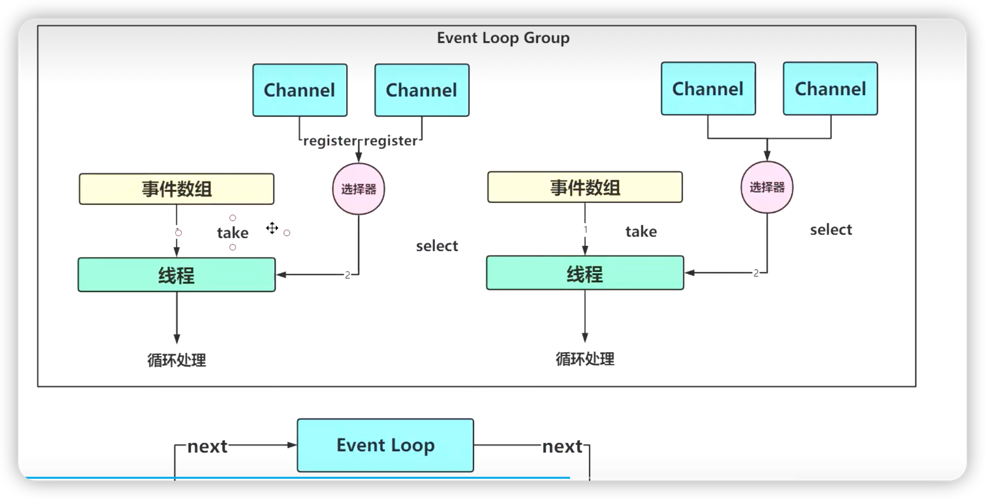 Event Loop Group
Channel
Channel
Channel
Channel
register
register
选择器
选择器
事件数组
事件数组
take
select
1
take
select
线程
2
线程
2
循环处理
循环处理
next
Event Loop
next